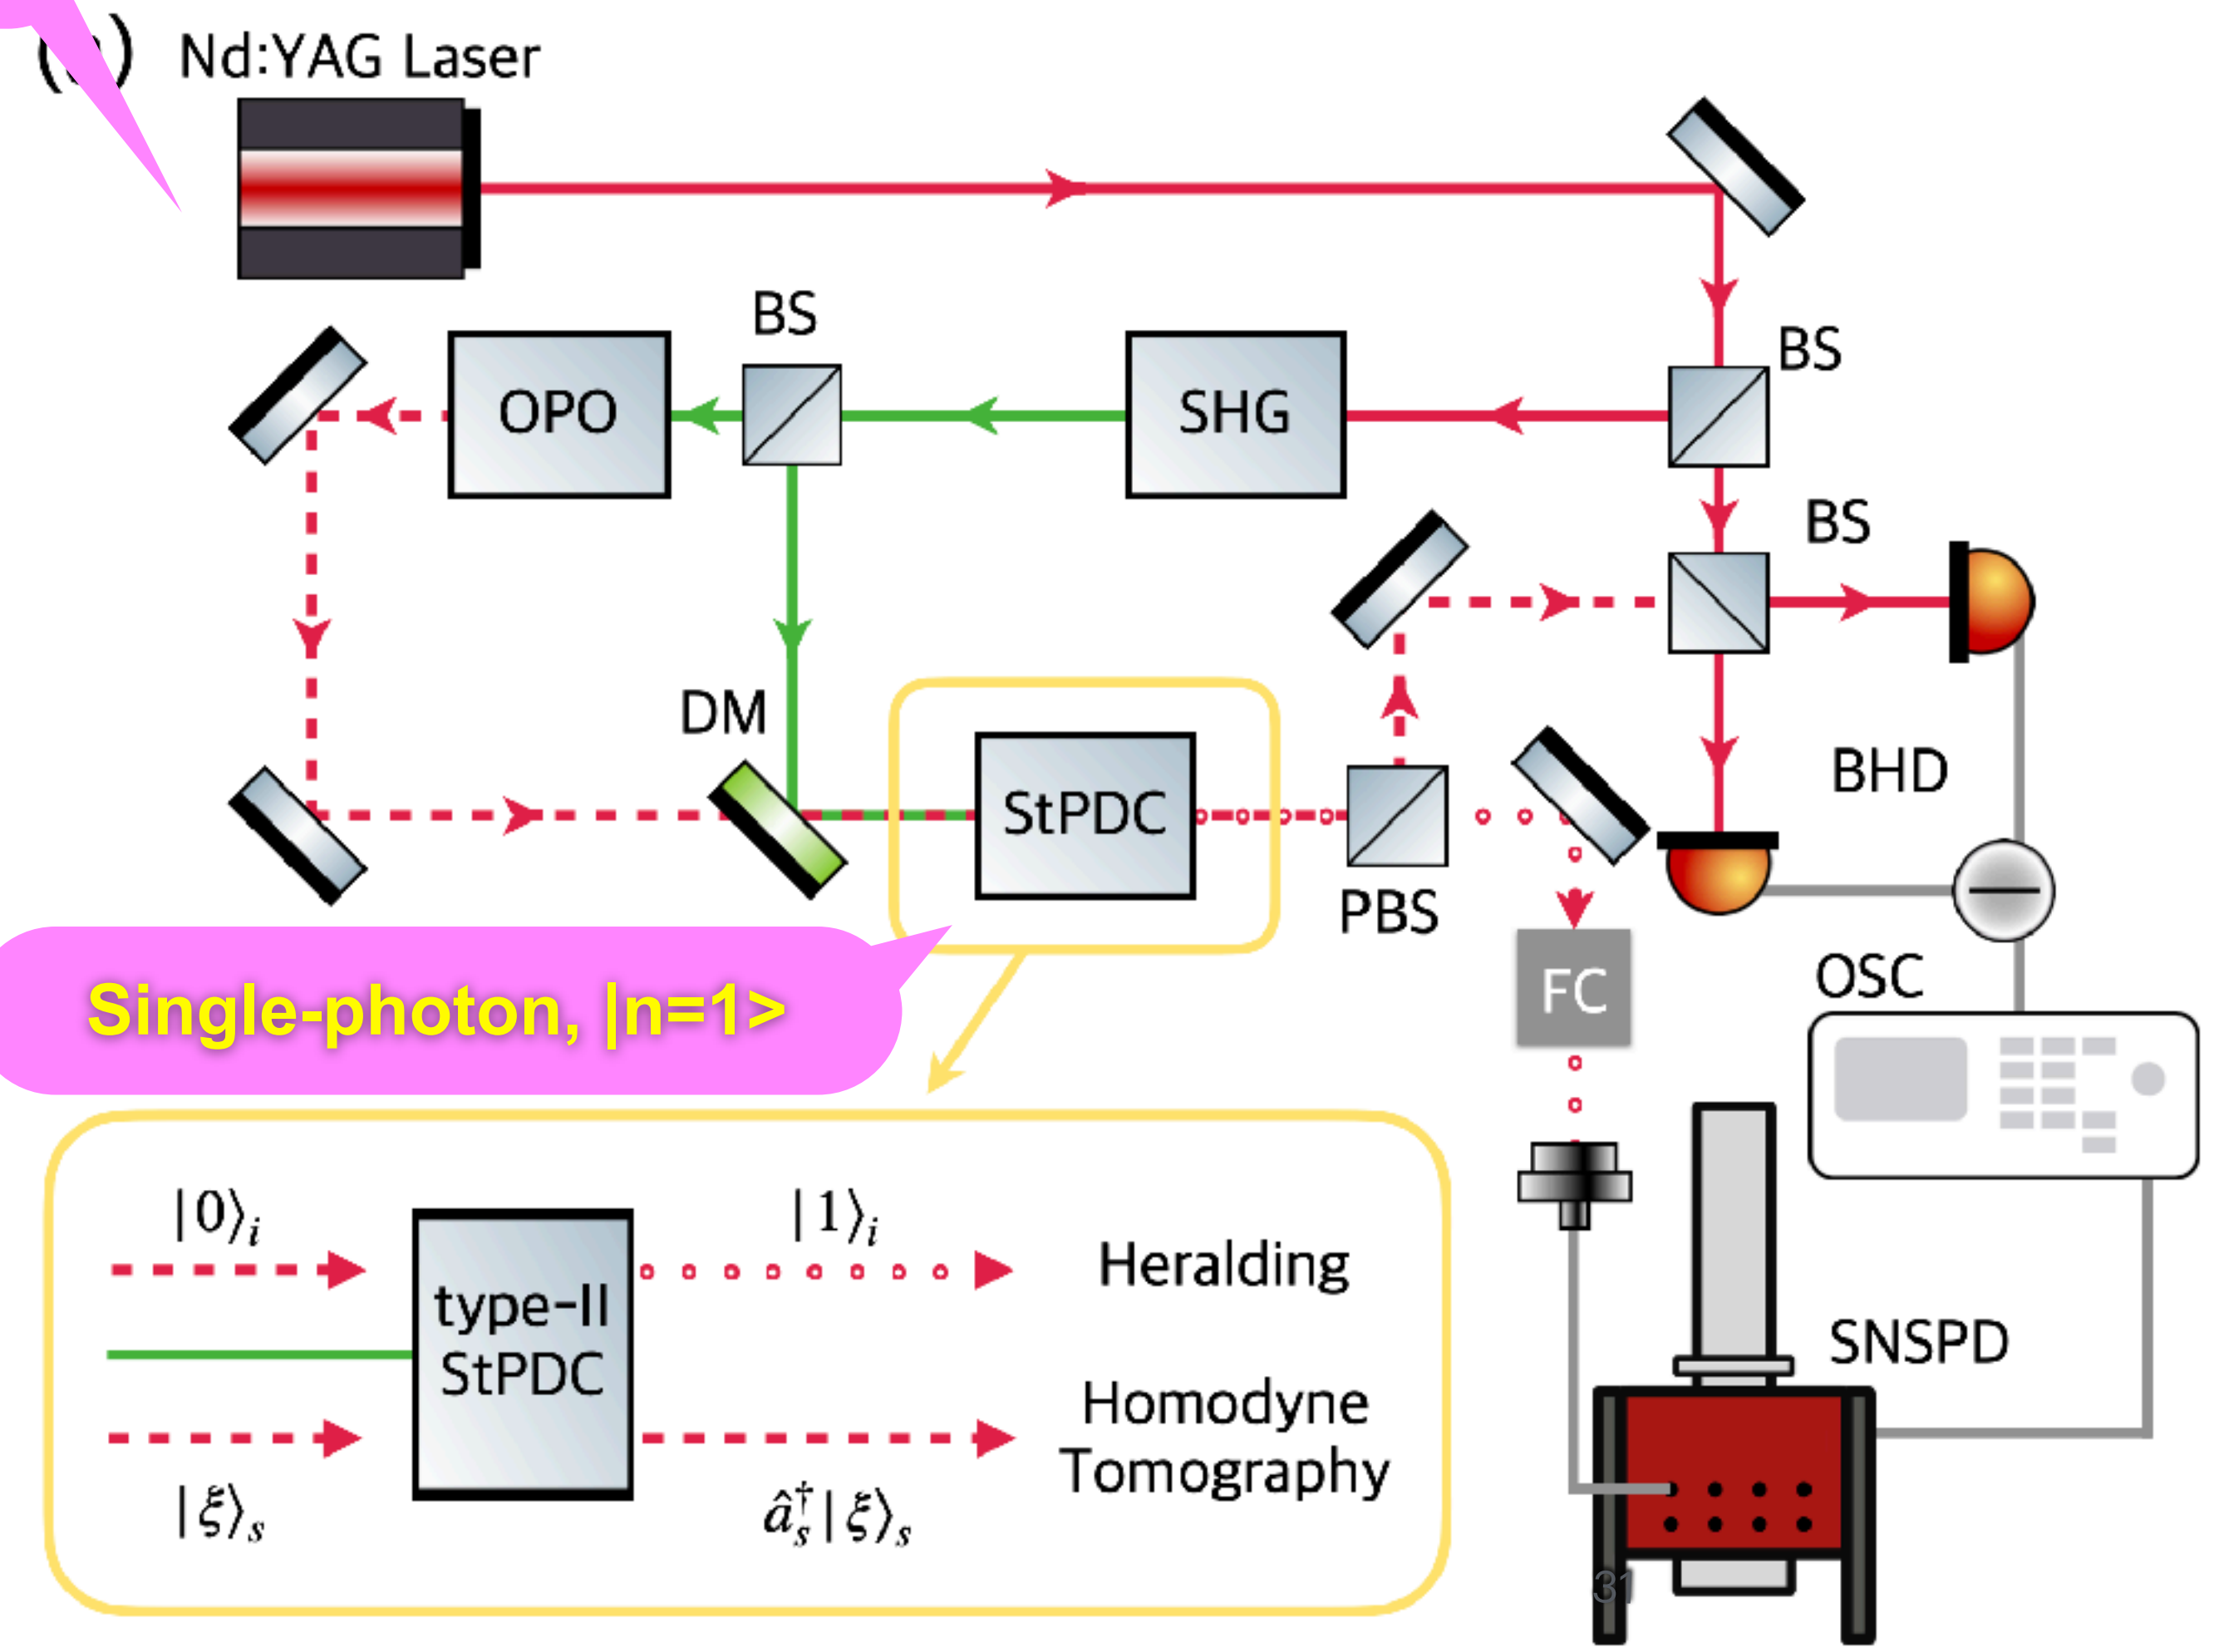 Nd:YAG Laser
BS
BS
OPO
SHG
BS
DM
StPDC
BHD
PBS
Single-photon, |n=1>
FC
OSC
|0⟩ᵢ
|1⟩ᵢ
Heralding
type-II
StPDC
SNSPD
Homodyne
Tomography
|ξ⟩ₛ
âₛ†|ξ⟩ₛ
31